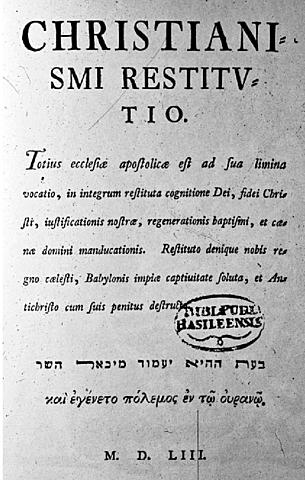 CHRISTIANI-
SMI RESTITV-
TIO.
Totius ecclesiæ apostolicæ est ad sua limina
vocatio, in integrum restituta cognitione Dei, fidei Chri-
sti, iustificationis nostræ, regenerationis baptismi, et cœ-
næ domini manducationis. Restituto denique nobis re-
gno cælesti, Babylonis impiæ captiuitate soluta, et An-
tichristo cum suis penitus destructo.
BIBL PUBL
BASILEENSIS
בעת ההיא יעמוד מיכאל השר
καὶ ἐγένετο πόλεμος ἐν τῷ οὐρανῷ.
M. D. LIII.